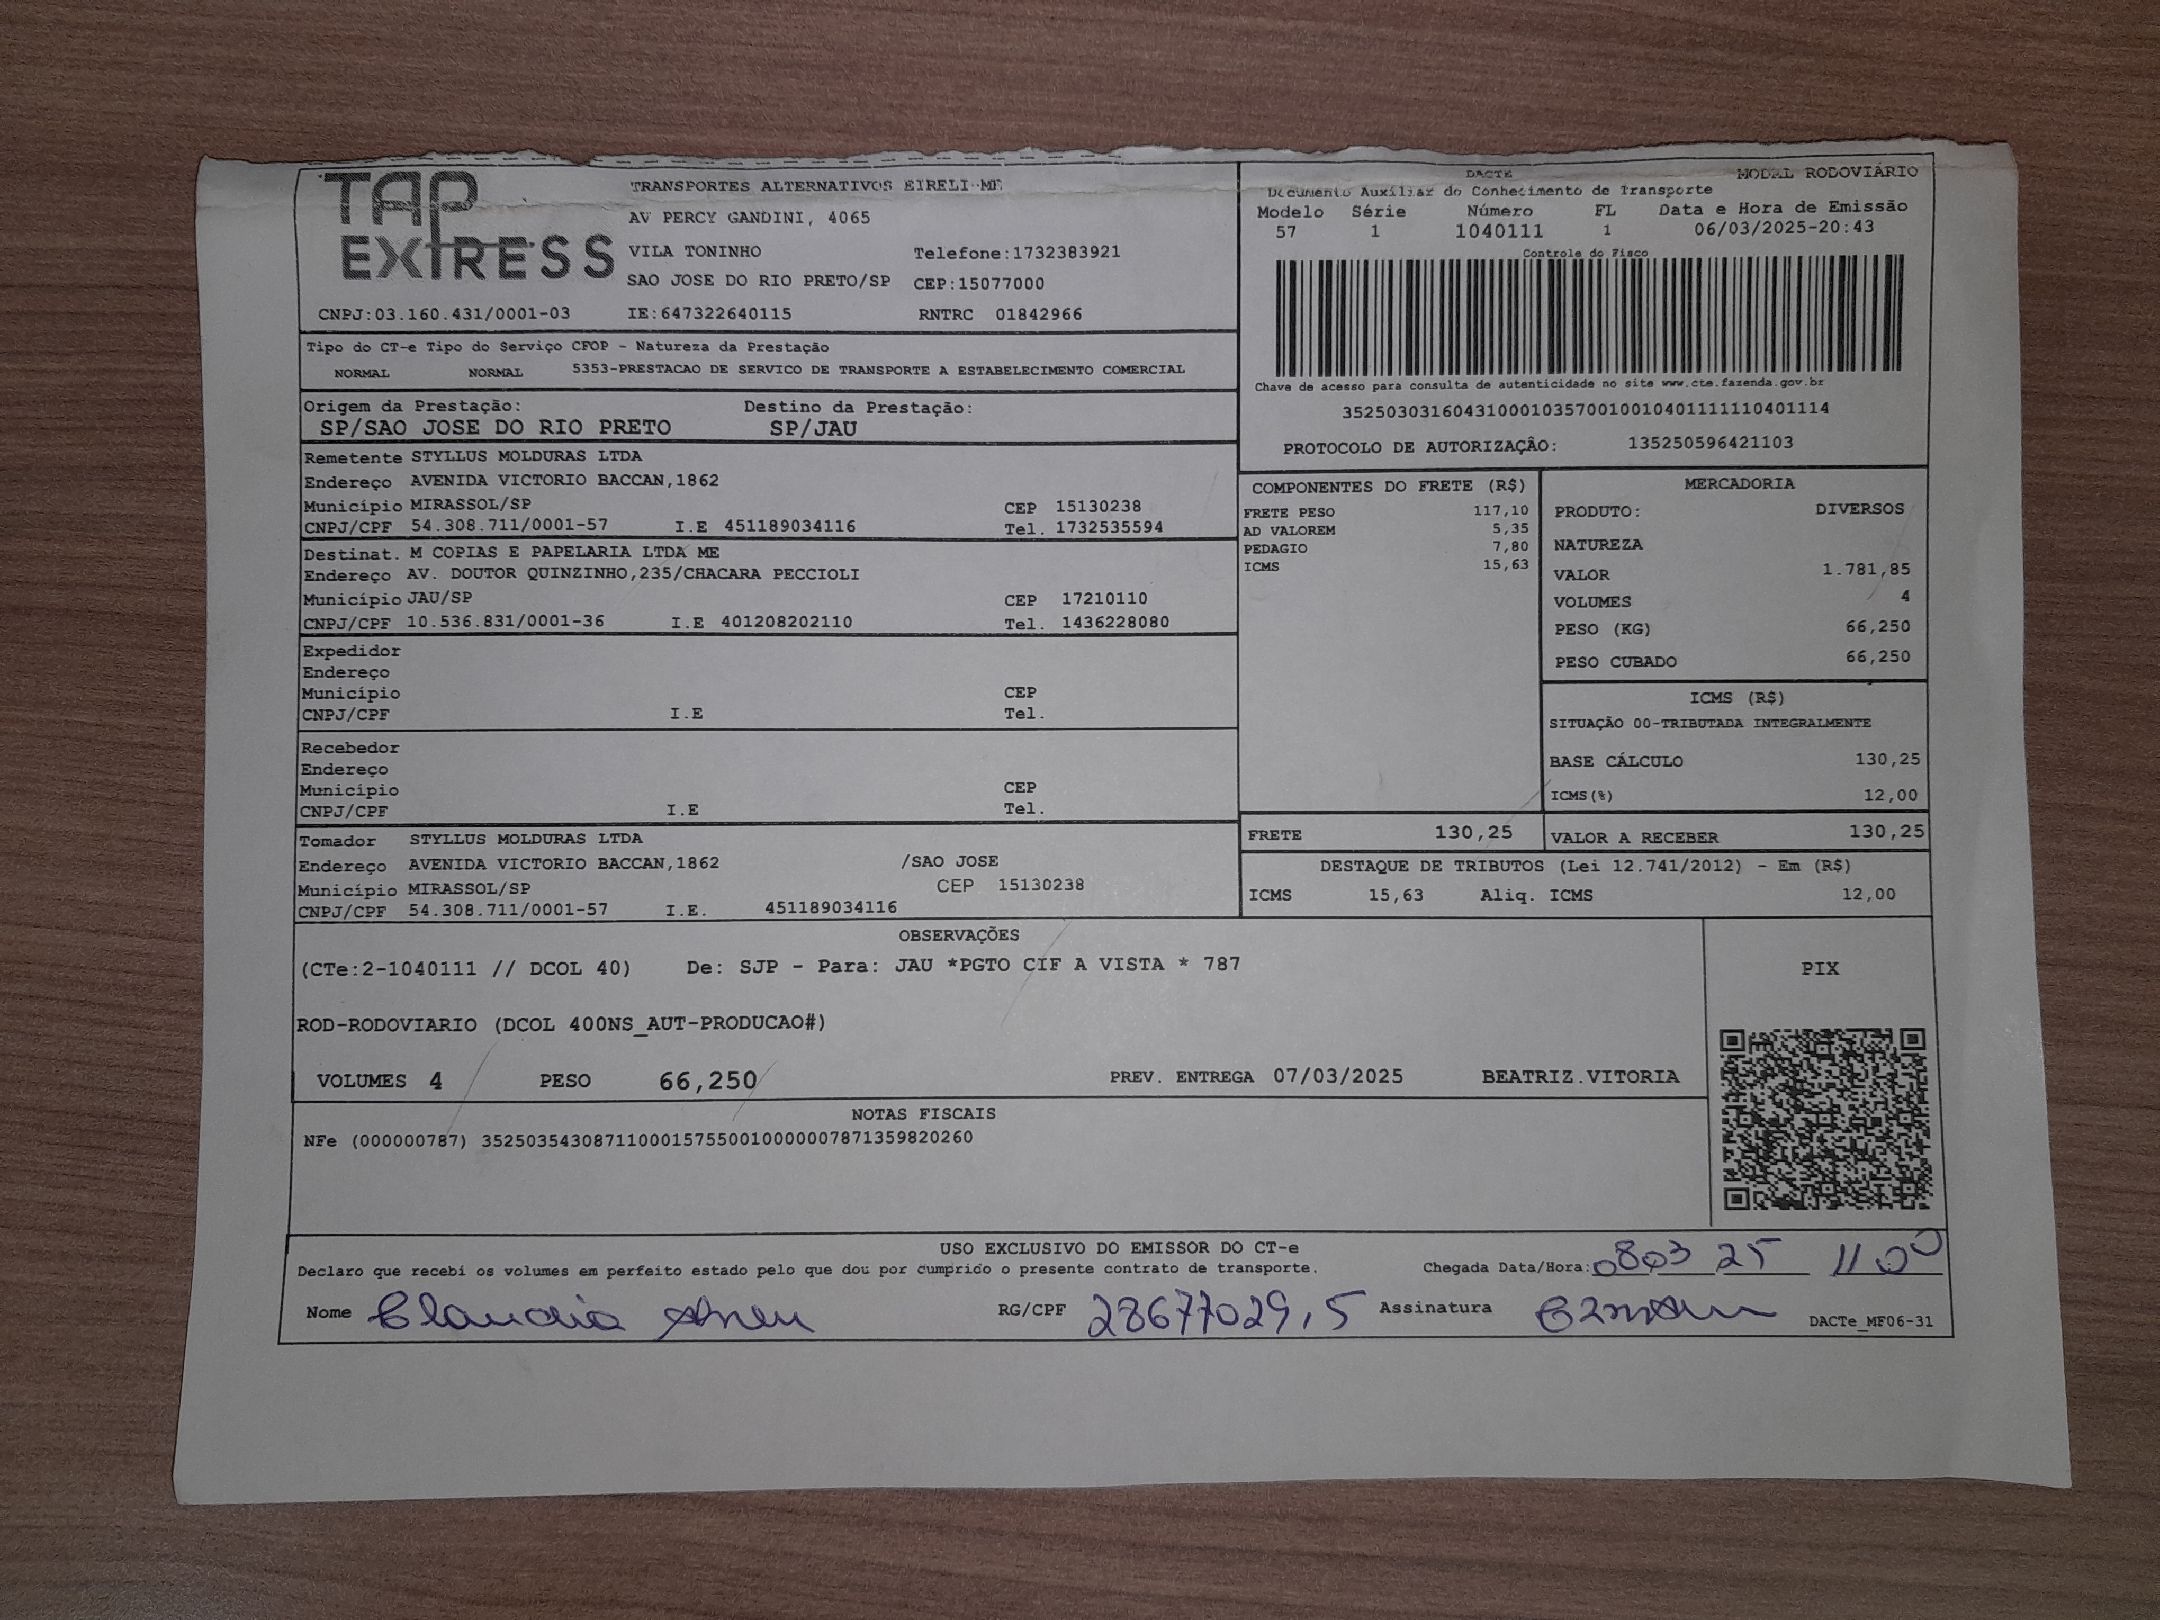 TAP EXPRESS
TRANSPORTES ALTERNATIVOS EIRELI-ME
AV PERCY GANDINI, 4065
VILA TONINHO Telefone:1732383921
SAO JOSE DO RIO PRETO/SP CEP:15077000
CNPJ:03.160.431/0001-03 IE:647322640115 RNTRC 01842966
DACTE MODAL RODOVIÁRIO
Documento Auxiliar do Conhecimento de Transporte
Modelo Série Número FL Data e Hora de Emissão
57 1 1040111 1 06/03/2025-20:43
Controle do Fisco
Chave de acesso para consulta de autenticidade no site www.cte.fazenda.gov.br
35250303160431000103570010010401111110401114
PROTOCOLO DE AUTORIZAÇÃO: 135250596421103
Tipo do CT-e Tipo do Serviço CFOP - Natureza da Prestação
NORMAL NORMAL 5353-PRESTACAO DE SERVICO DE TRANSPORTE A ESTABELECIMENTO COMERCIAL
Origem da Prestação: Destino da Prestação:
SP/SAO JOSE DO RIO PRETO SP/JAU
Remetente STYLLUS MOLDURAS LTDA
Endereço AVENIDA VICTORIO BACCAN,1862
Município MIRASSOL/SP CEP 15130238
CNPJ/CPF 54.308.711/0001-57 I.E 451189034116 Tel. 1732535594
Destinat. M COPIAS E PAPELARIA LTDA ME
Endereço AV. DOUTOR QUINZINHO,235/CHACARA PECCIOLI
Município JAU/SP CEP 17210110
CNPJ/CPF 10.536.831/0001-36 I.E 401208202110 Tel. 1436228080
Expedidor
Endereço
Município CEP
CNPJ/CPF I.E Tel.
Recebedor
Endereço
Município CEP
CNPJ/CPF I.E Tel.
Tomador STYLLUS MOLDURAS LTDA
Endereço AVENIDA VICTORIO BACCAN,1862 /SAO JOSE
Município MIRASSOL/SP CEP 15130238
CNPJ/CPF 54.308.711/0001-57 I.E. 451189034116
COMPONENTES DO FRETE (R$)
FRETE PESO 117,10
AD VALOREM 5,35
PEDAGIO 7,80
ICMS 15,63
MERCADORIA
PRODUTO: DIVERSOS
NATUREZA
VALOR 1.781,85
VOLUMES 4
PESO (KG) 66,250
PESO CUBADO 66,250
ICMS (R$)
SITUAÇÃO 00-TRIBUTADA INTEGRALMENTE
BASE CÁLCULO 130,25
ICMS(%) 12,00
FRETE 130,25 VALOR A RECEBER 130,25
DESTAQUE DE TRIBUTOS (Lei 12.741/2012) - Em (R$)
ICMS 15,63 Aliq. ICMS 12,00
OBSERVAÇÕES
(CTe:2-1040111 // DCOL 40) De: SJP - Para: JAU *PGTO CIF A VISTA * 787
ROD-RODOVIARIO (DCOL 400NS_AUT-PRODUCAO#)
VOLUMES 4 PESO 66,250 PREV. ENTREGA 07/03/2025 BEATRIZ.VITORIA
PIX
NOTAS FISCAIS
NFe (000000787) 35250354308711000157550010000007871359820260
USO EXCLUSIVO DO EMISSOR DO CT-e
Declaro que recebi os volumes em perfeito estado pelo que dou por cumprido o presente contrato de transporte. Chegada Data/Hora: 0803 25 11 00
Nome Claudia RG/CPF 28677029,5 Assinatura
DACTe_MF06-31